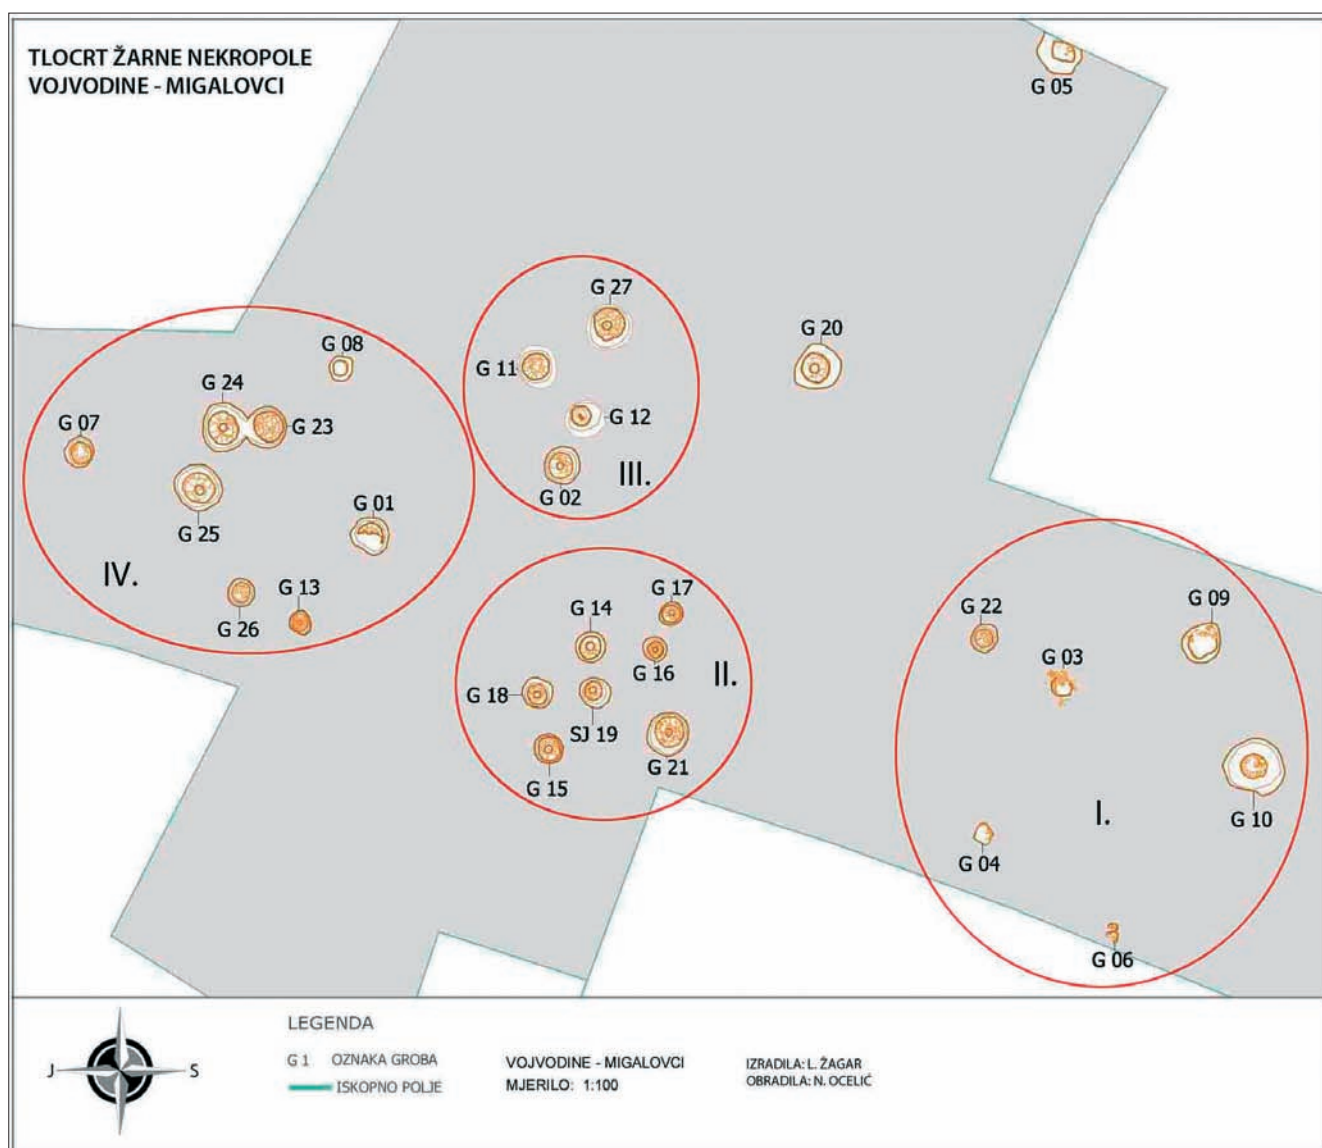 TLOCRT ŽARNE NEKROPOLE
VOJVODINE - MIGALOVCI
G 05
G 27
G 20
G 08
G 11
G 24
G 12
G 07
G 23
G 02
III.
G 01
G 25
IV.
G 13
G 17
G 14
G 22
G 09
G 26
G 03
G 16
II.
G 18
SJ 19
G 21
G 15
I.
G 10
G 04
G 06
LEGENDA
G 1 OZNAKA GROBA
ISKOPNO POLJE
J S
VOJVODINE - MIGALOVCI
MJERILO: 1:100
IZRADILA: L. ŽAGAR
OBRADILA: N. OCELIĆ